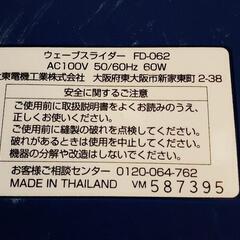 ウェーブスライダー FD-062
AC100V 50/60Hz 60W
大東電機工業株式会社 大阪府東大阪市新家東町2-38
安全に関するご注意
ご使用前に取扱説明書をよくお読みのうえ、
正しくご使用ください。
ご使用前に縫製の破れを点検してください。
破れがあるときは使用を中止してください。
機器の分解や改造はしないでください。
お客様ご相談センター 0120-064-762
MADE IN THAILAND VM 587395